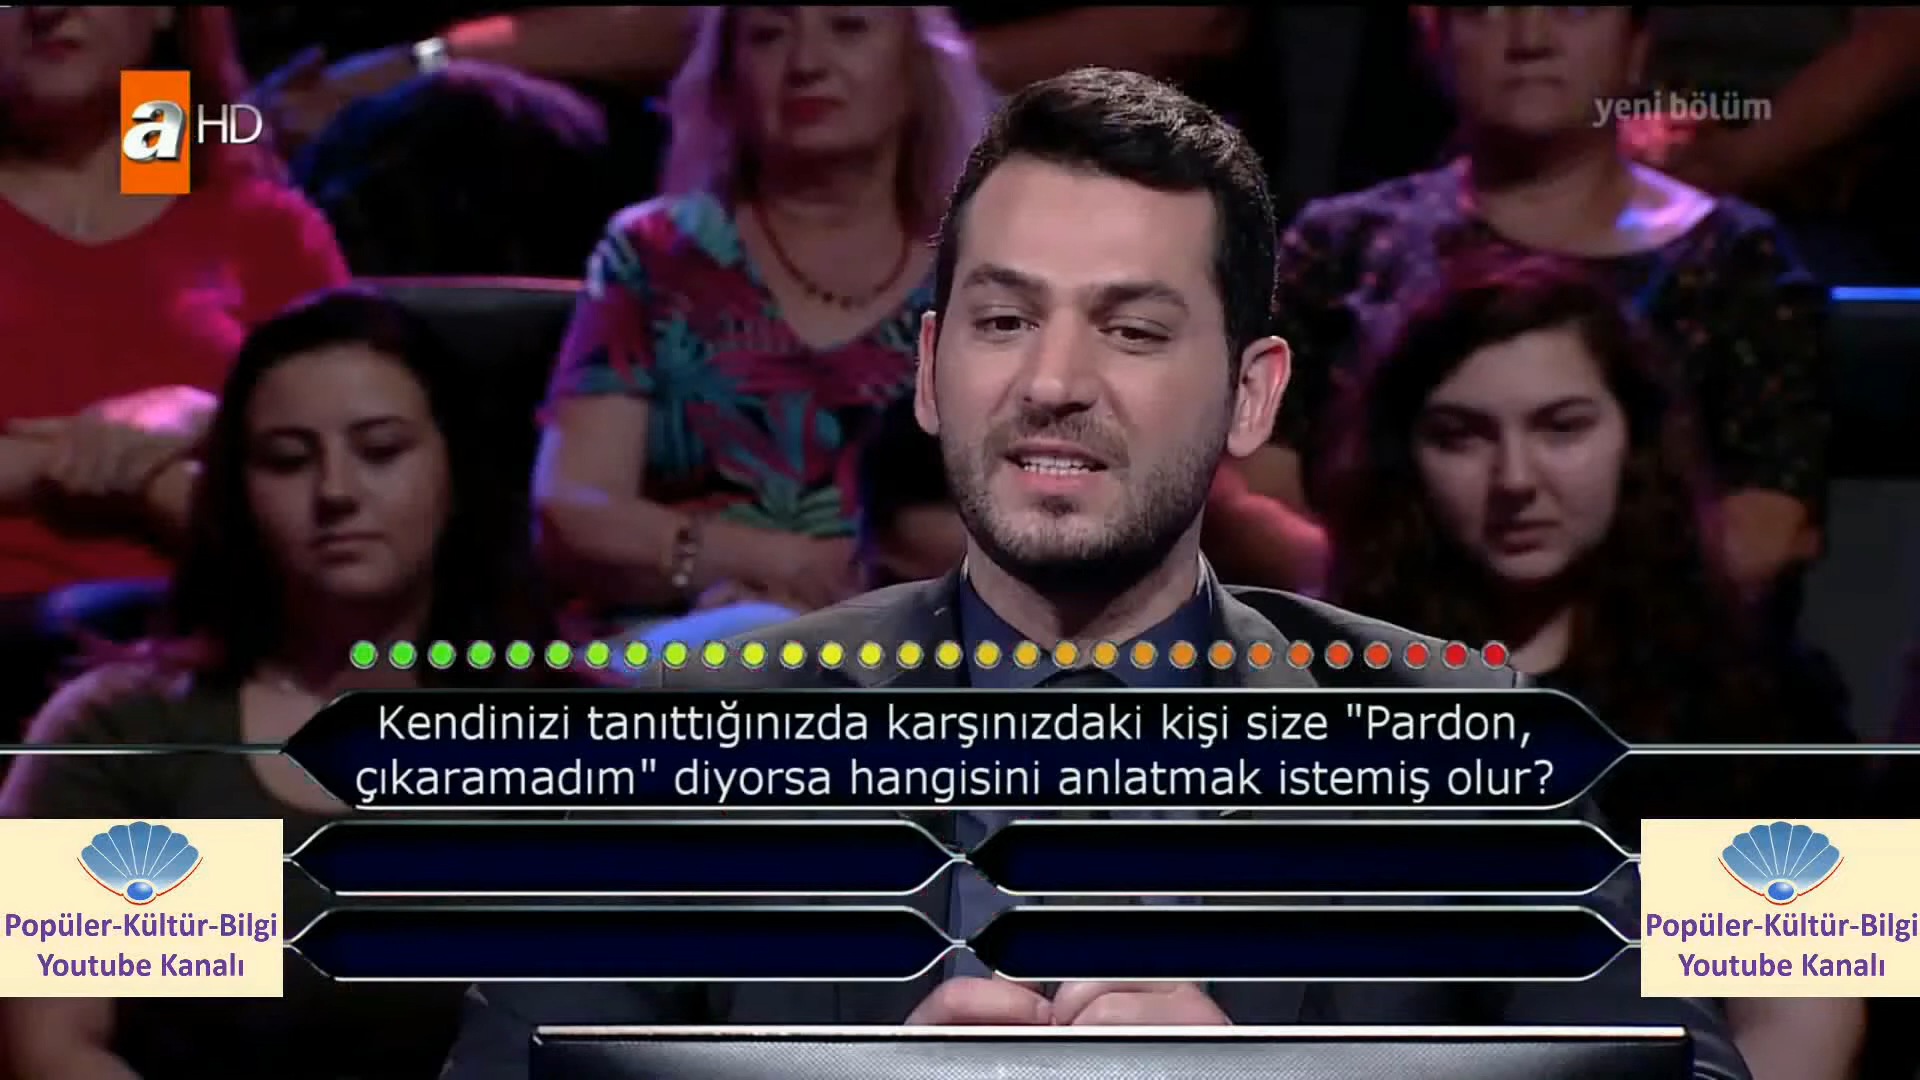 a HD
yeni bölüm
Kendinizi tanıttığınızda karşınızdaki kişi size "Pardon,
çıkaramadım" diyorsa hangisini anlatmak istemiş olur?
Popüler-Kültür-Bilgi
Youtube Kanalı
Popüler-Kültür-Bilgi
Youtube Kanalı